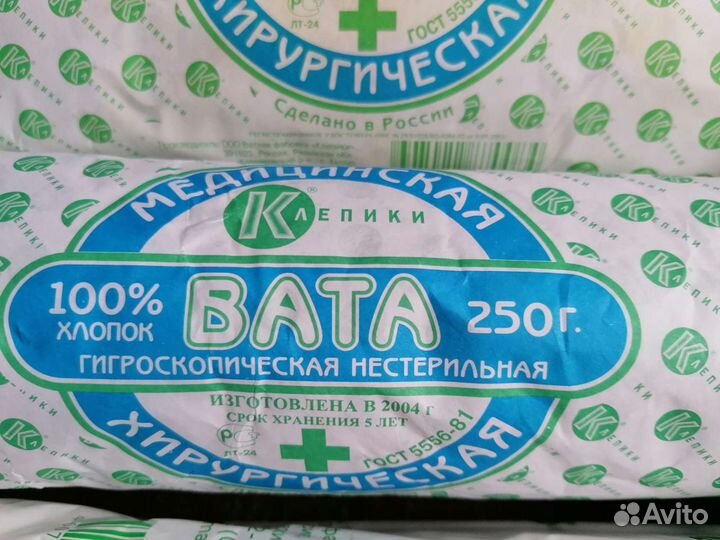 ХИРУРГИЧЕСКАЯ
ЛТ-24
ГОСТ 5556
Сделано в России
МЕДИЦИНСКАЯ
КЛЕПИКИ
100%
ХЛОПОК
ВАТА
250г.
ГИГРОСКОПИЧЕСКАЯ НЕСТЕРИЛЬНАЯ
ИЗГОТОВЛЕНА В 2004 г
СРОК ХРАНЕНИЯ 5 ЛЕТ
ЛТ-24
ГОСТ 5556-81
ХИРУРГИЧЕСКАЯ
Avito